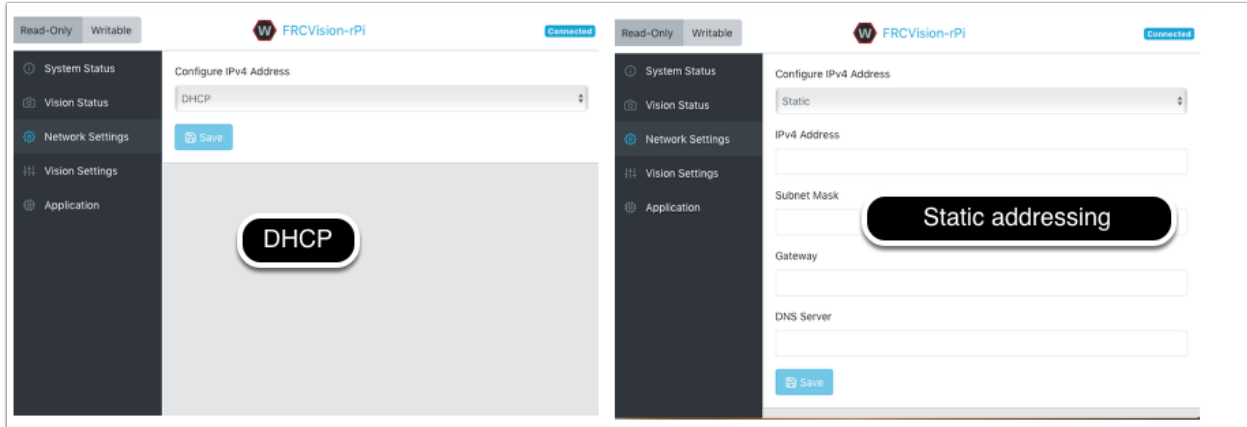 Read-Only Writable
W FRCVision-rPi
Connected
System Status
Vision Status
Network Settings
Vision Settings
Application
Configure IPv4 Address
DHCP
Save
DHCP
Read-Only Writable
W FRCVision-rPi
Connected
System Status
Vision Status
Network Settings
Vision Settings
Application
Configure IPv4 Address
Static
IPv4 Address
Subnet Mask
Static addressing
Gateway
DNS Server
Save